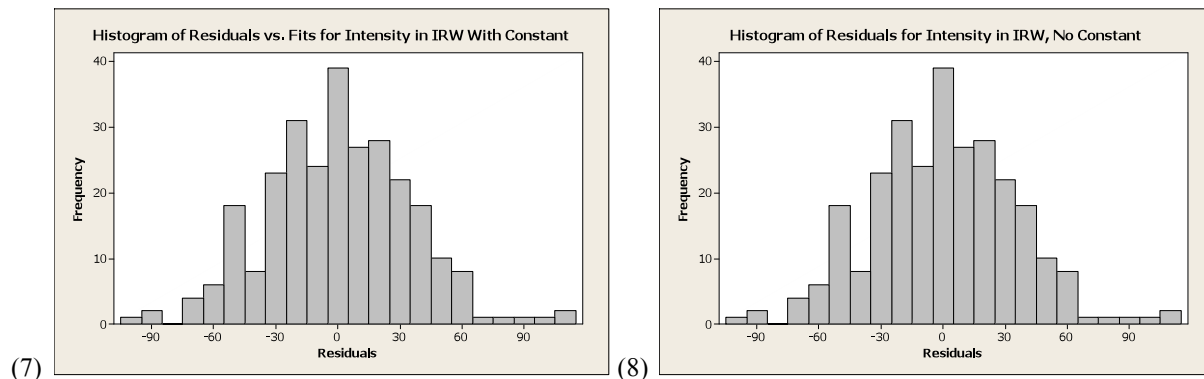 Histogram of Residuals vs. Fits for Intensity in IRW With Constant
40
30
20
10
0
Frequency
-90 -60 -30 0 30 60 90
Residuals
(7)
Histogram of Residuals for Intensity in IRW, No Constant
40
30
20
10
0
Frequency
-90 -60 -30 0 30 60 90
Residuals
(8)